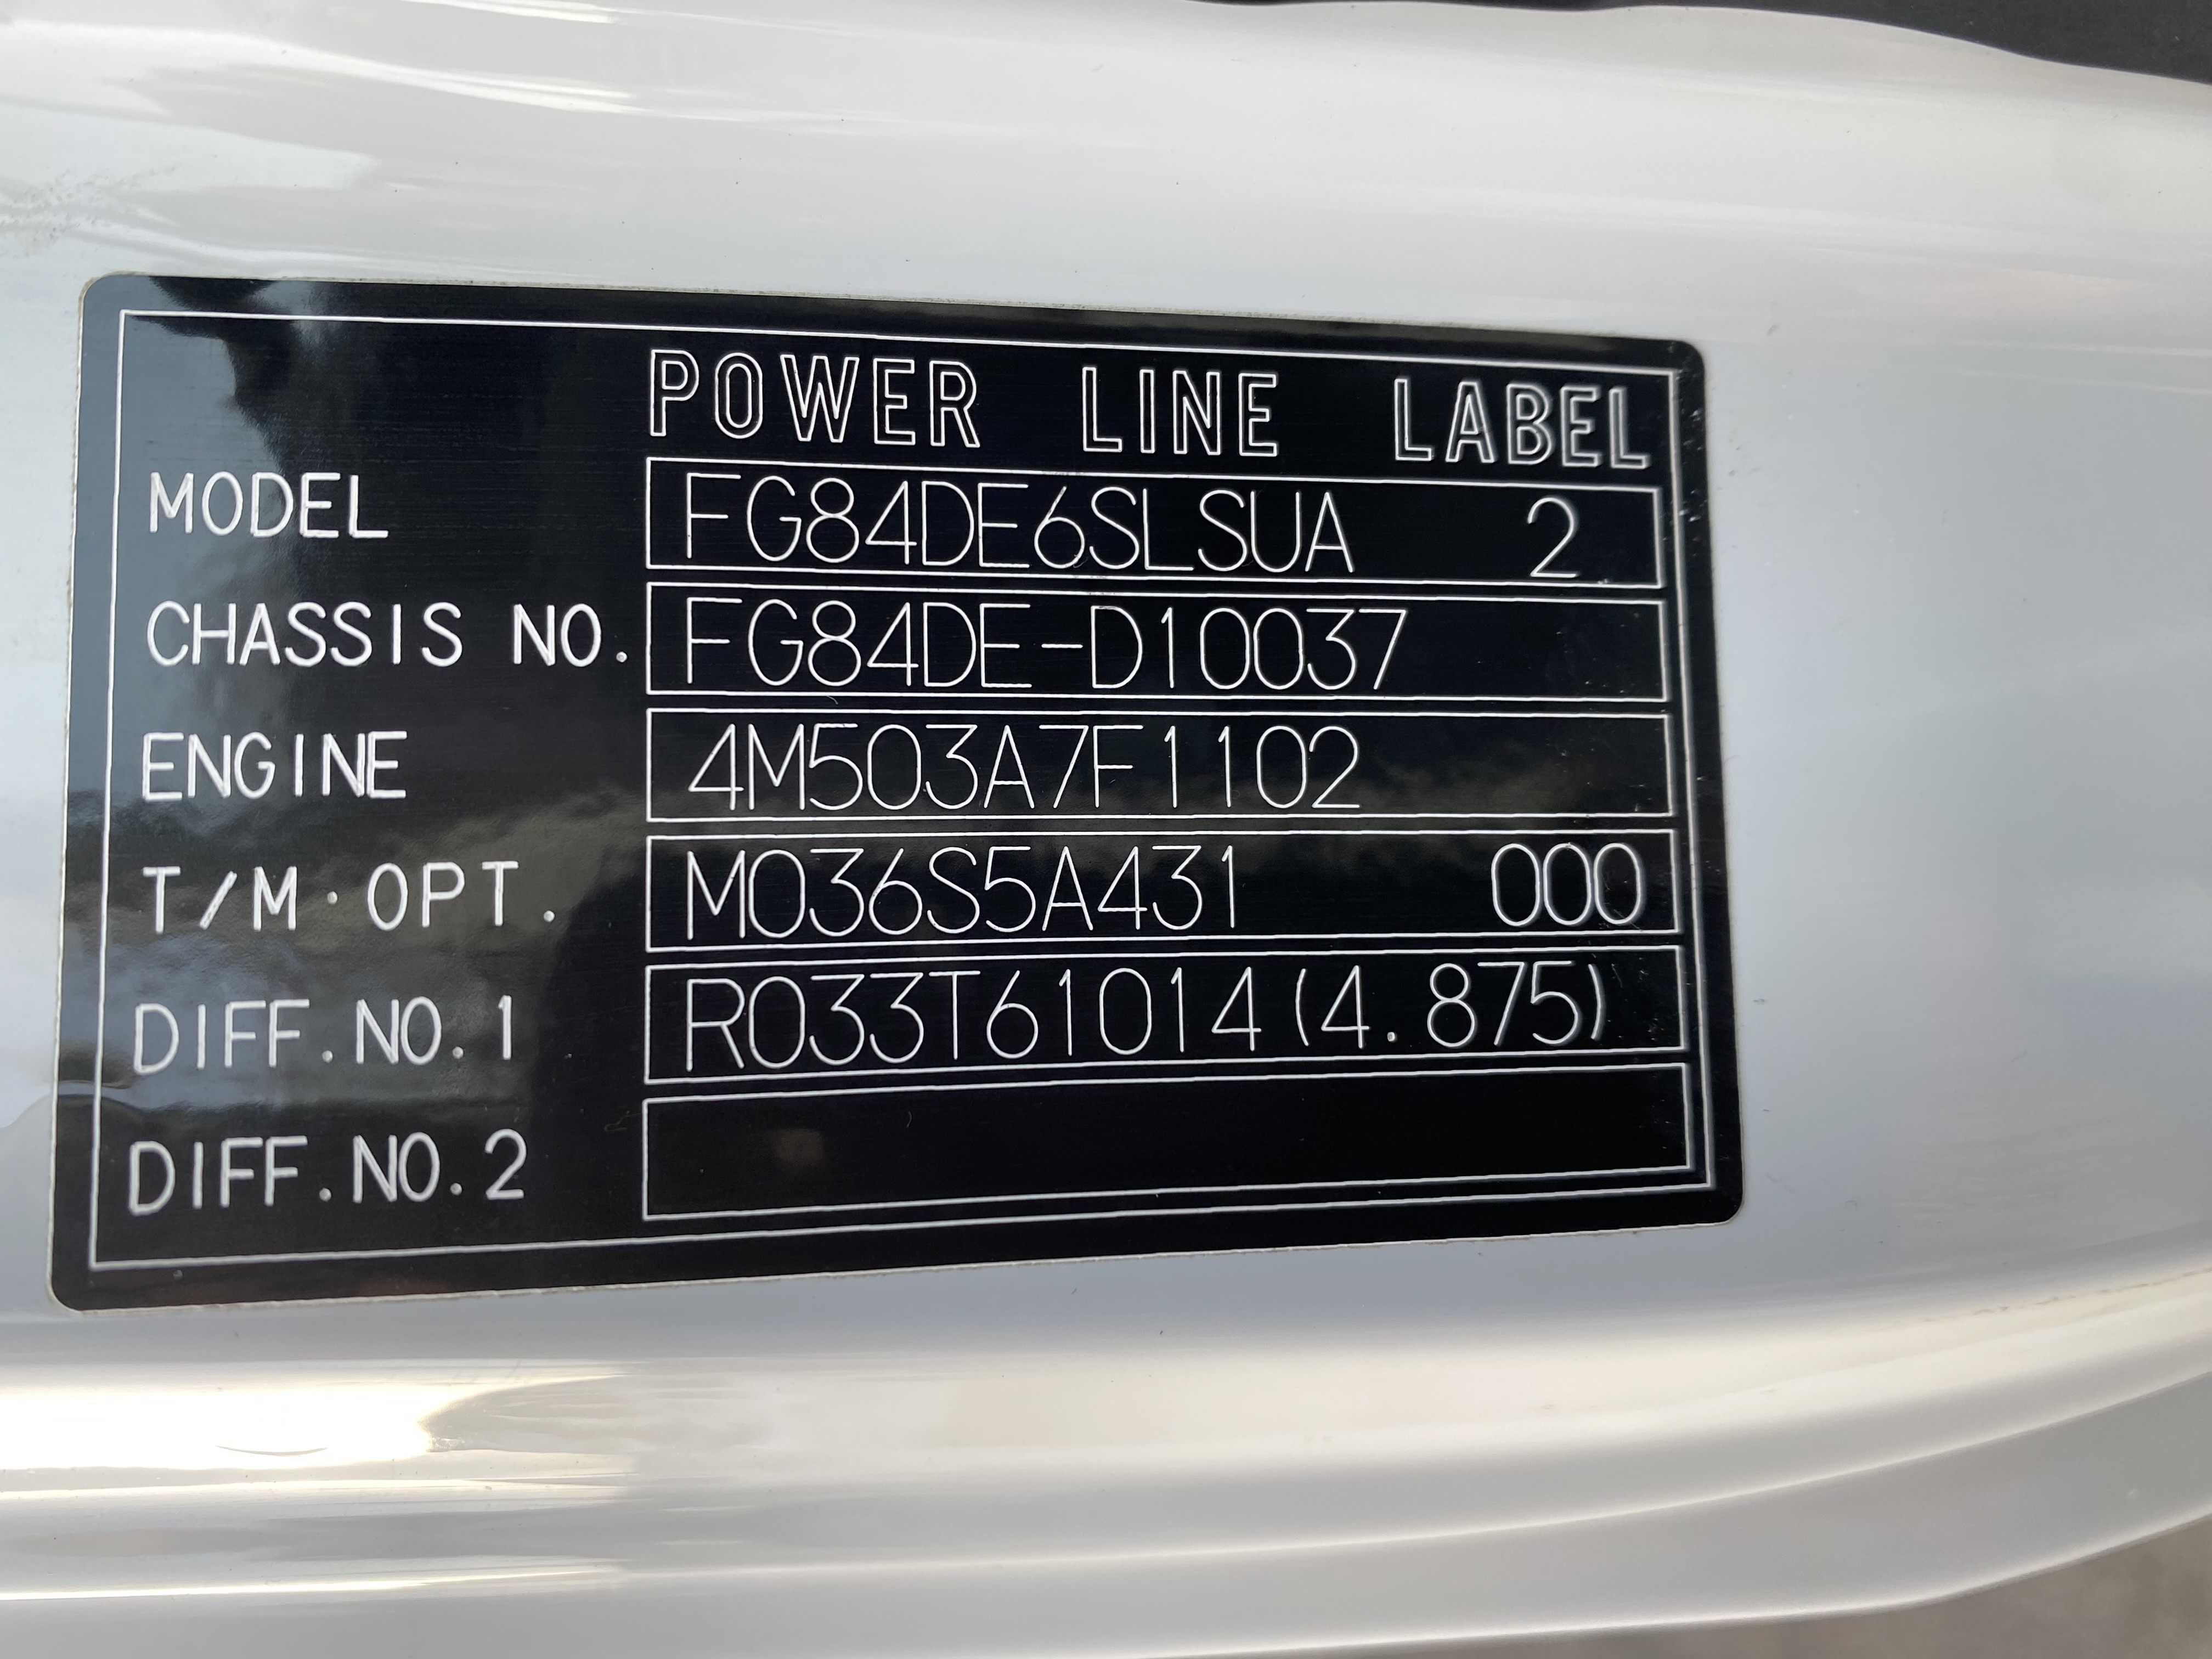 POWER LINE LABEL
MODEL FG84DE6SLSUA 2
CHASSIS NO. FG84DE-D10037
ENGINE 4M503A7F1102
T/M·OPT. M036S5A431 000
DIFF.NO.1 R033T61014(4.875)
DIFF.NO.2